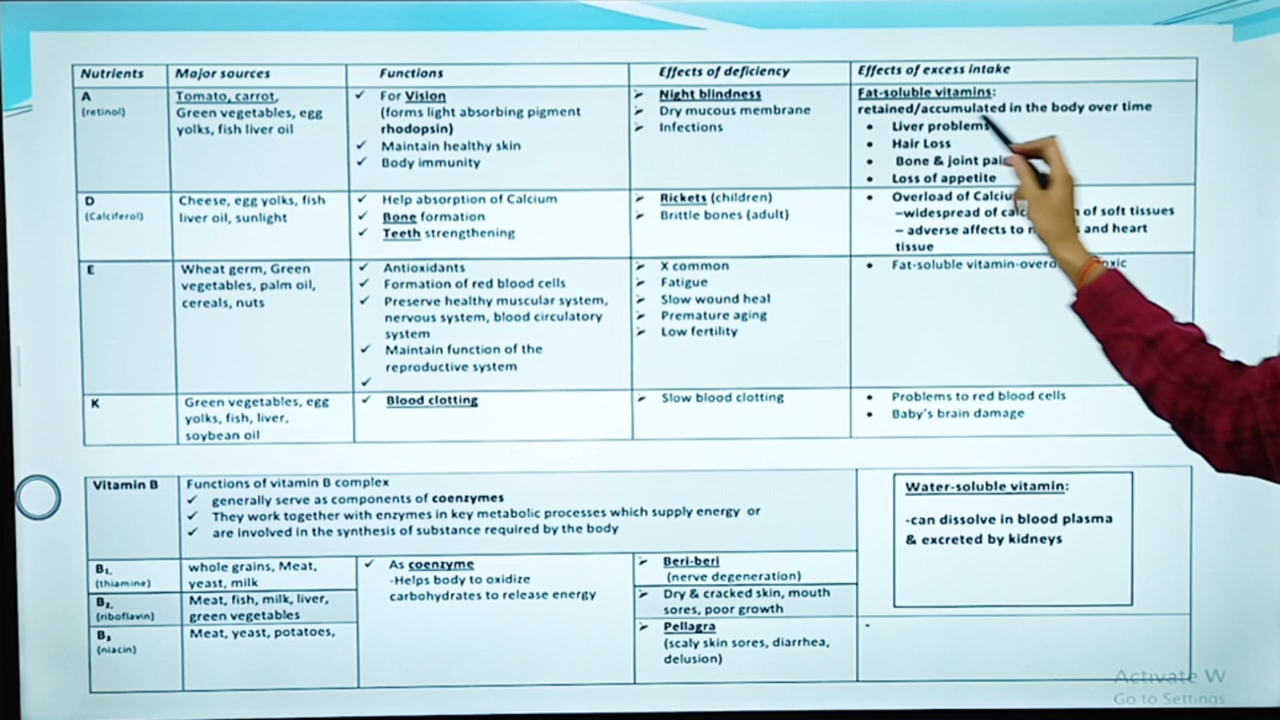 Nutrients Major sources Functions Effects of deficiency Effects of excess intake
A
(retinol)
Tomato, carrot,
Green vegetables, egg
yolks, fish liver oil
✓ For Vision
(forms light absorbing pigment
rhodopsin)
✓ Maintain healthy skin
✓ Body immunity
➢ Night blindness
➢ Dry mucous membrane
➢ Infections
Fat-soluble vitamins:
retained/accumulated in the body over time
• Liver problems
• Hair Loss
• Bone & joint
• Loss of appetite
D
(Calciferol)
Cheese, egg yolks, fish
liver oil, sunlight
✓ Help absorption of Calcium
✓ Bone formation
✓ Teeth strengthening
➢ Rickets (children)
➢ Brittle bones (adult)
• Overload of
–widespread of of soft tissues
– adverse affects to and heart
tissue
E
Wheat germ, Green
vegetables, palm oil,
cereals, nuts
✓ Antioxidants
✓ Formation of red blood cells
✓ Preserve healthy muscular system,
nervous system, blood circulatory
system
✓ Maintain function of the
reproductive system
✓
➢ X common
➢ Fatigue
➢ Slow wound heal
➢ Premature aging
➢ Low fertility
• Fat-soluble
K
Green vegetables, egg
yolks, fish, liver,
soybean oil
✓ Blood clotting
➢ Slow blood clotting
• Problems to red blood cells
• Baby's brain damage
Vitamin B
Functions of vitamin B complex
✓ generally serve as components of coenzymes
✓ They work together with enzymes in key metabolic processes which supply energy or
✓ are involved in the synthesis of substance required by the body
Water-soluble vitamin:
-can dissolve in blood plasma
& excreted by kidneys
B1,
(thiamine)
whole grains, Meat,
yeast, milk
✓ As coenzyme
-Helps body to oxidize
carbohydrates to release energy
➢ Beri-beri
(nerve degeneration)
B2,
(riboflavin)
Meat, fish, milk, liver,
green vegetables
➢ Dry & cracked skin, mouth
sores, poor growth
B3
(niacin)
Meat, yeast, potatoes,
➢ Pellagra
(scaly skin sores, diarrhea,
delusion)
-
Activate W
Go to Settings